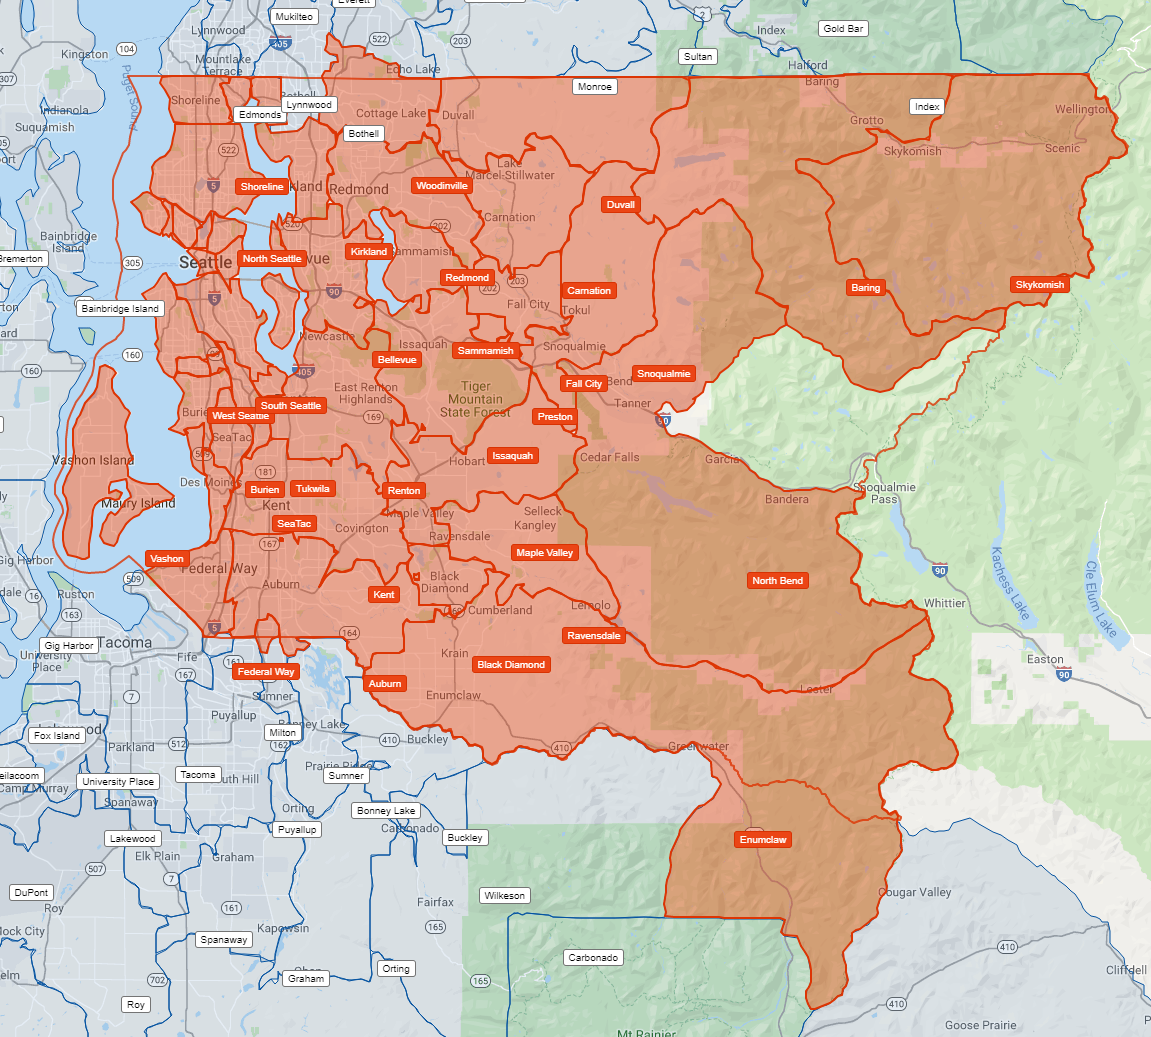 Everett
Mukilteo
Lynnwood
405
522
203
2
Index
Gold Bar
Kingston
104
Mountlake
Terrace
Echo Lake
Sultan
Halford
307
Puget Sound
Bothell
Monroe
Baring
Shoreline
Edmonds
Lynnwood
Cottage Lake
Duvall
Index
Wellington
Indianola
Suquamish
Bothell
Grotto
522
Skykomish
Scenic
Lake
Marcel-Stillwater
5
Shoreline
kland
Redmond
Woodinville
Duvall
Carnation
520
202
Bainbridge
Island
Bremerton
305
Seattle
North Seattle
vue
Kirkland
ammamish
Redmond
202
203
Carnation
Baring
Skykomish
5
90
Bainbridge Island
Fall City
Tokul
Newcastle
Issaquah
Snoqualmie
160
160
99
405
Bellevue
Sammamish
Snoqualmie
Fall City
Bend
Tanner
East Renton
Highlands
Tiger
Mountain
State Forest
Burie
West Seattle
South Seattle
169
Preston
SeaTac
Vashon Island
509
181
Hobart
Issaquah
Cedar Falls
Garcia
Des Moines
Burien
Tukwila
Renton
Bandera
Snoqualmie
Pass
Maury Island
Kent
SeaTac
Covington
Maple Valley
Ravensdale
Selleck
Kangley
Gig Harbor
Vashon
167
Maple Valley
Federal Way
509
Auburn
Black
Diamond
Kent
North Bend
90
Kachess Lake
Cle Elum Lake
16
Ruston
163
169
Cumberland
Lemolo
Whittier
5
164
Ravensdale
Gig Harbor
Tacoma
University
Place
Fife
167
161
Federal Way
Krain
Black Diamond
Easton
90
Auburn
Enumclaw
Lester
7
Sumner
Puyallup
Bonney Lake
Fox Island
Parkland
512
Milton
162
410
Buckley
410
Greenwater
Prairie Ridge
Steilacoom
Camp Murray
University Place
Tacoma
uth Hill
Sumner
Spanaway
Orting
Bonney Lake
Carbonado
Lakewood
Puyallup
Buckley
Enumclaw
Elk Plain
Graham
507
7
DuPont
Wilkeson
Cougar Valley
Roy
161
Fairfax
165
Kapowsin
Spanaway
410
Carbonado
Orting
Graham
702
165
Cliffdell
Roy
410
Goose Prairie
Mt Rainier